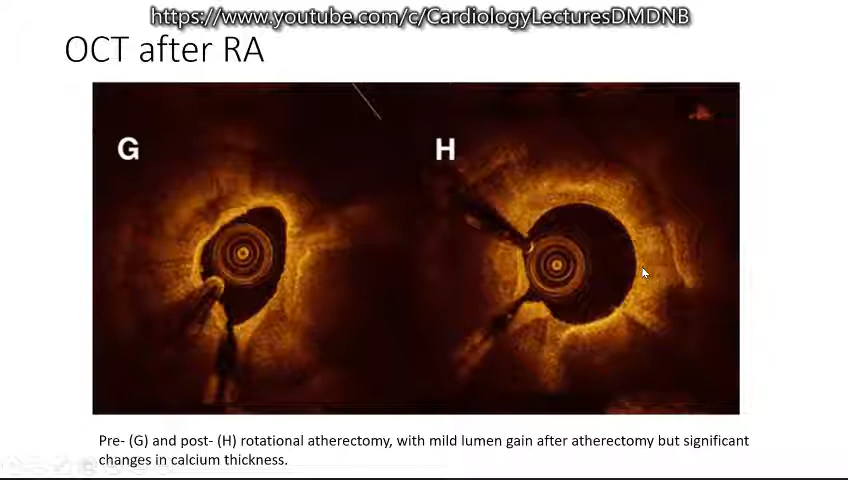 https://www.youtube.com/c/CardiologyLecturesDMDNB
OCT after RA
G
H
Pre- (G) and post- (H) rotational atherectomy, with mild lumen gain after atherectomy but significant
changes in calcium thickness.